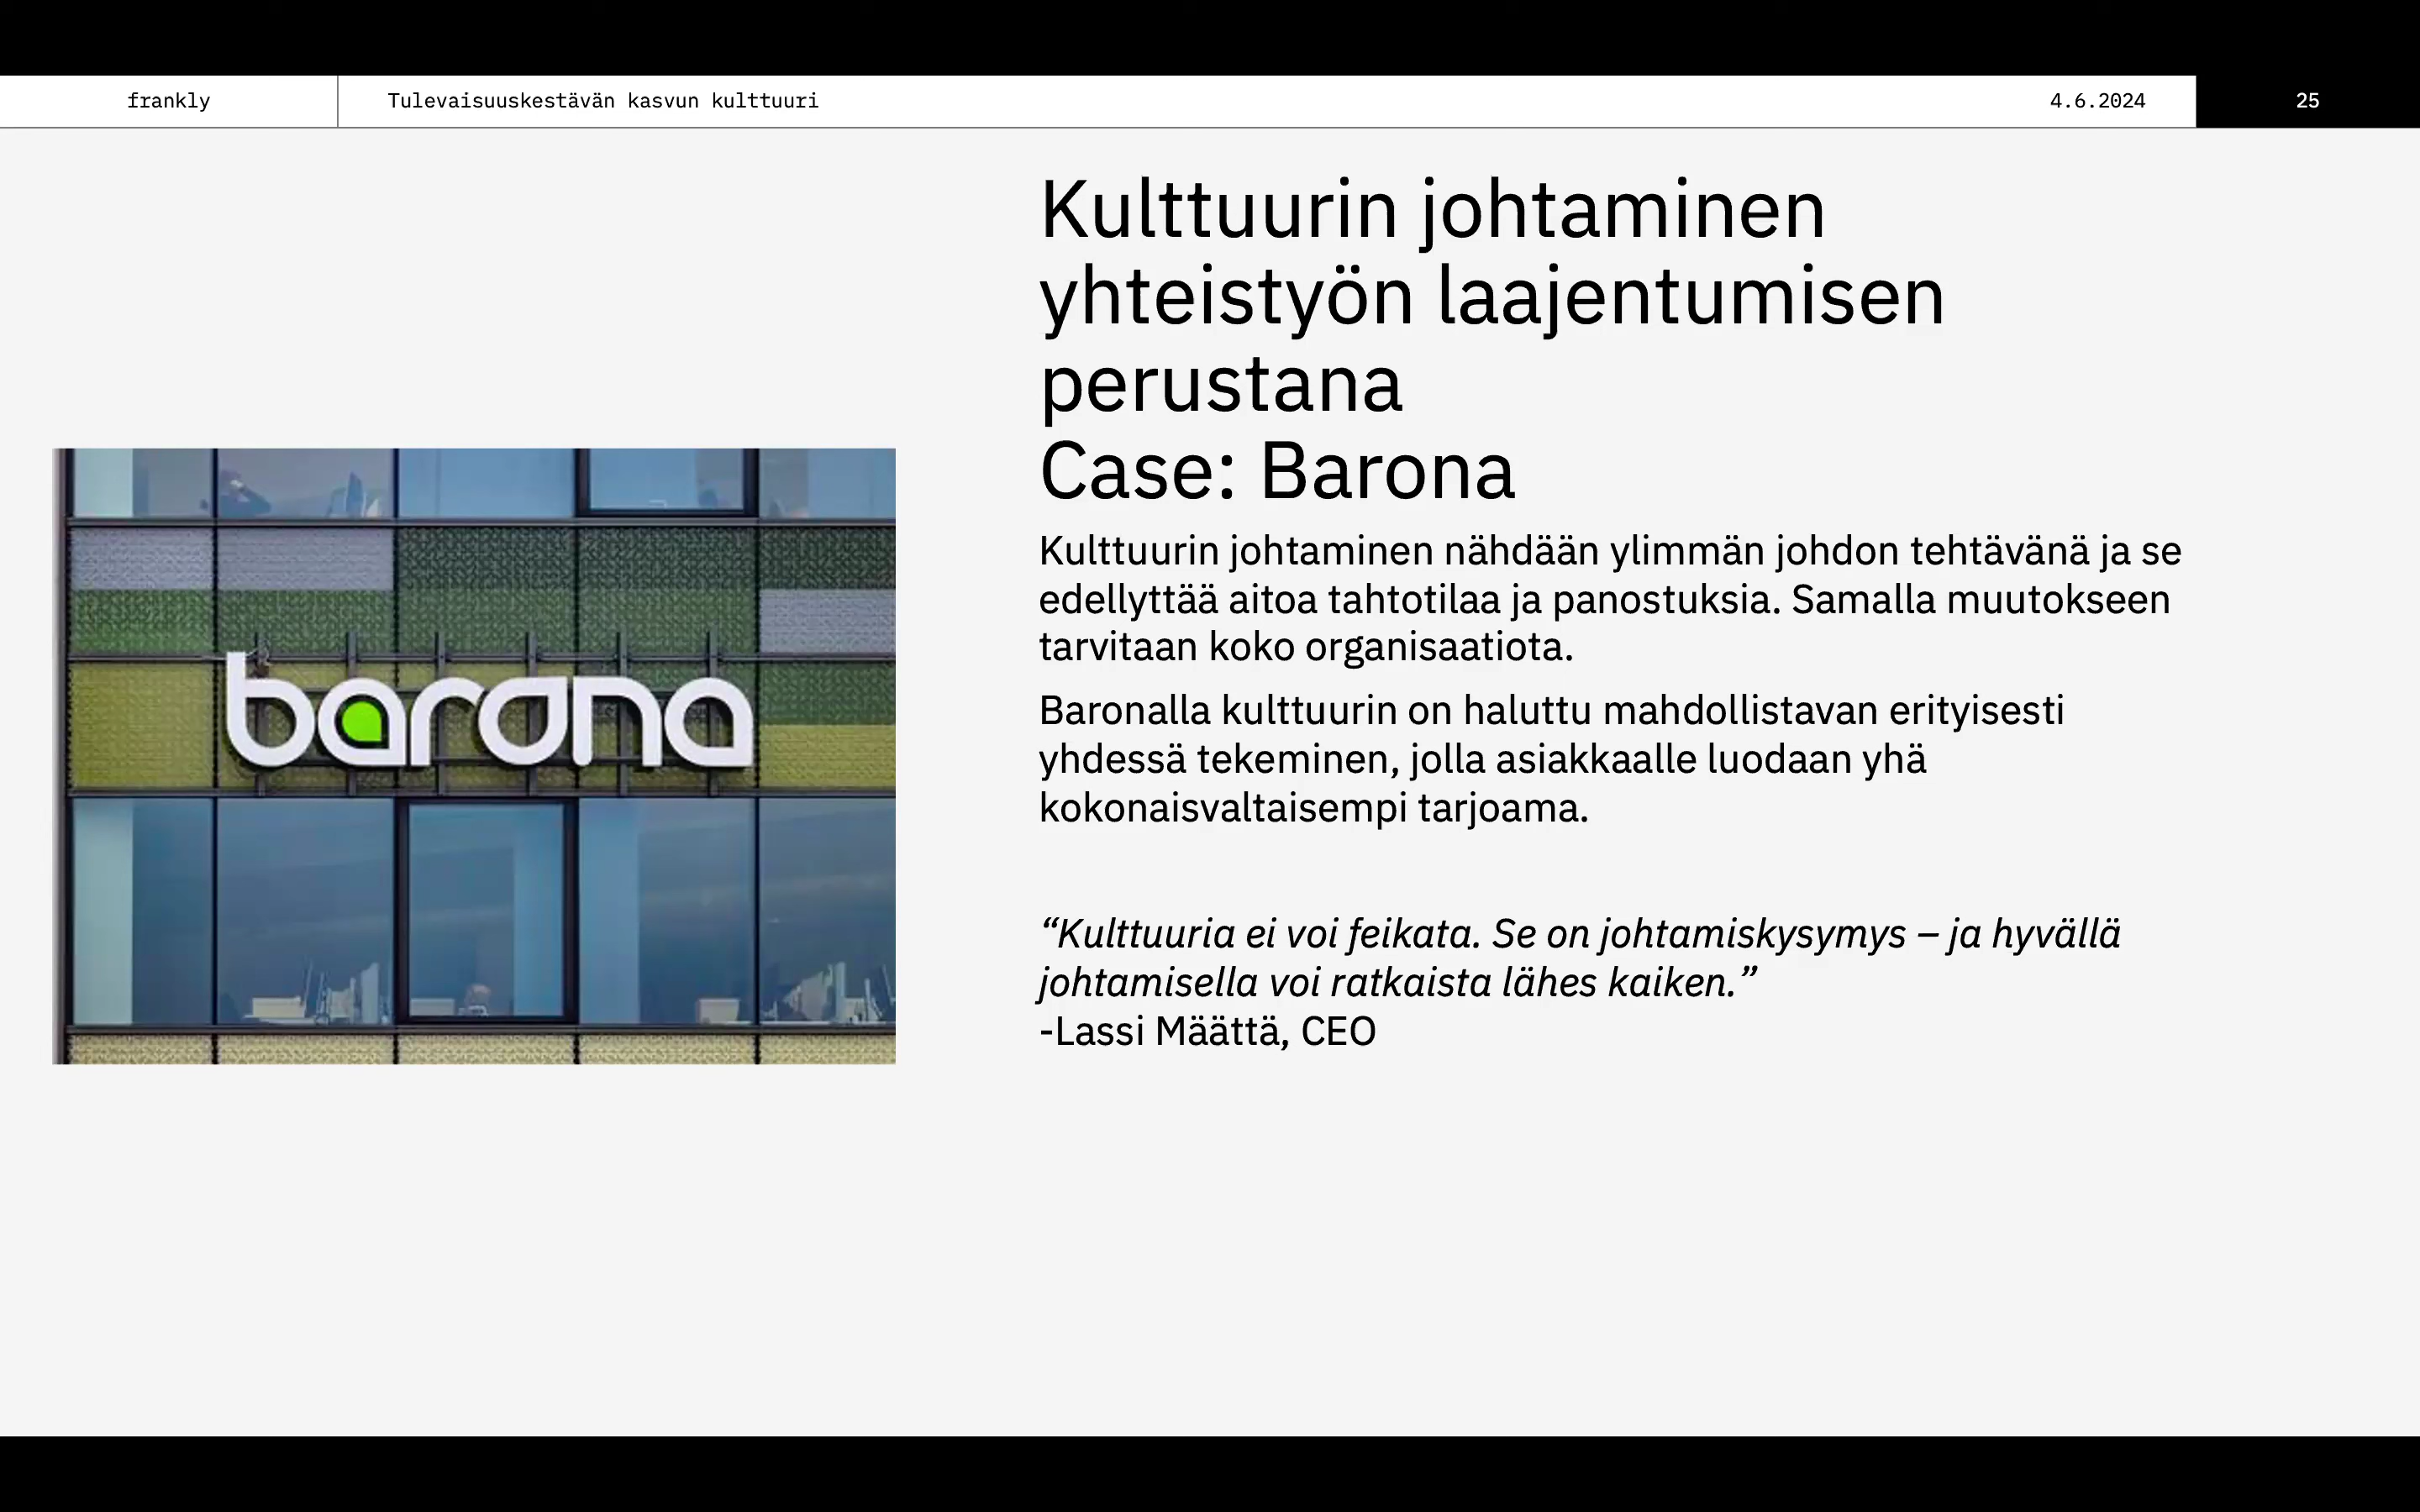 frankly
Tulevaisuuskestävän kasvun kulttuuri
4.6.2024
25
Kulttuurin johtaminen
yhteistyön laajentumisen
perustana
Case: Barona
barona
Kulttuurin johtaminen nähdään ylimmän johdon tehtävänä ja se
edellyttää aitoa tahtotilaa ja panostuksia. Samalla muutokseen
tarvitaan koko organisaatiota.
Baronalla kulttuurin on haluttu mahdollistavan erityisesti
yhdessä tekeminen, jolla asiakkaalle luodaan yhä
kokonaisvaltaisempi tarjoama.
“Kulttuuria ei voi feikata. Se on johtamiskysymys – ja hyvällä
johtamisella voi ratkaista lähes kaiken.”
-Lassi Määttä, CEO